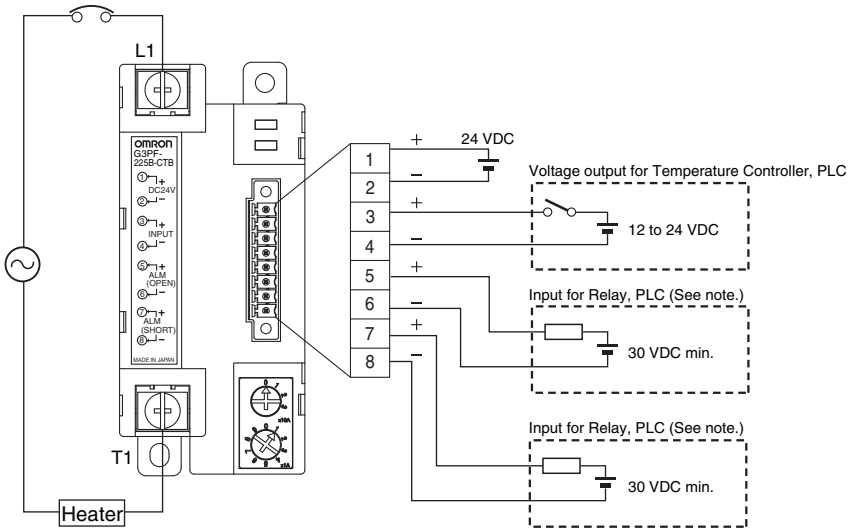 L1
OMRON
G3PF-
225B-CTB
① +
DC24V
② −
③ +
INPUT
④ −
⑤ +
ALM
(OPEN)
⑥ −
⑦ +
ALM
(SHORT)
⑧ −
MADE IN JAPAN
x10A
x1A
T1
Heater
1 + 24 VDC
2 −
3 +
4 −
5 +
6 −
7 +
8 −
Voltage output for Temperature Controller, PLC
12 to 24 VDC
Input for Relay, PLC (See note.)
30 VDC min.
Input for Relay, PLC (See note.)
30 VDC min.